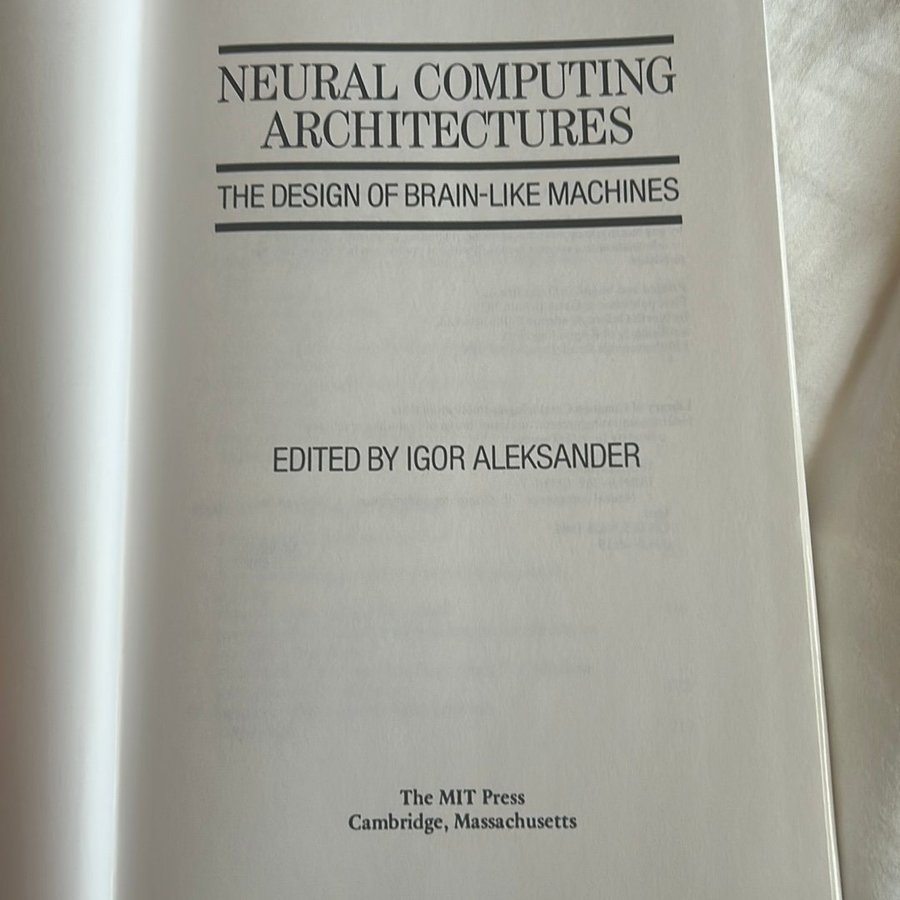 NEURAL COMPUTING
ARCHITECTURES
THE DESIGN OF BRAIN-LIKE MACHINES
EDITED BY IGOR ALEKSANDER
The MIT Press
Cambridge, Massachusetts